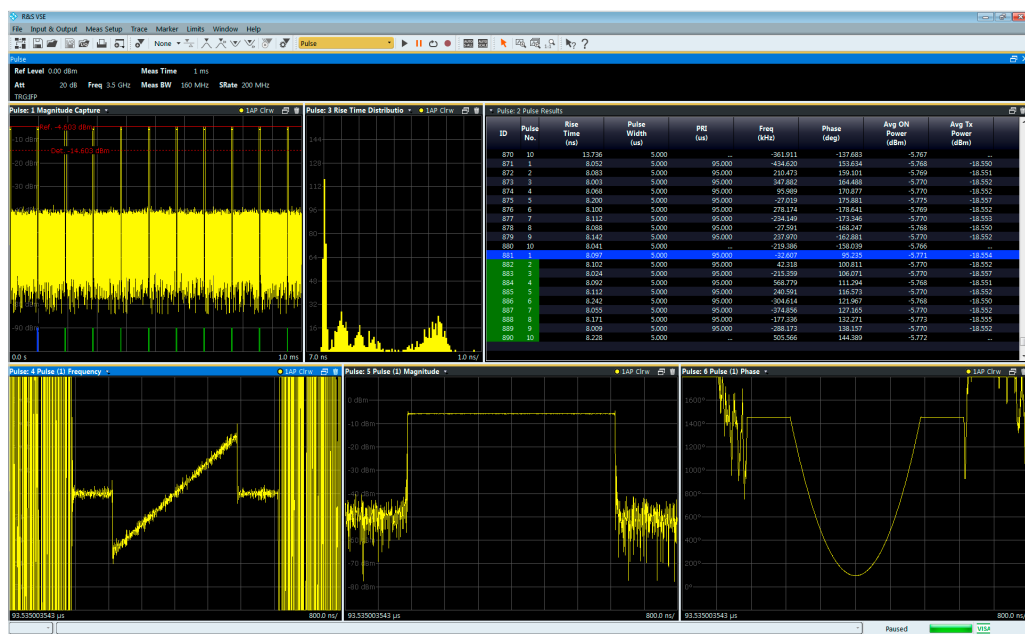 R&S VSE
File Input & Output Meas Setup Trace Marker Limits Window Help
None Pulse
Pulse
Ref Level 0.00 dBm Meas Time 1 ms
Att 20 dB Freq 3.5 GHz Meas BW 160 MHz SRate 200 MHz
TRG:IFP
Pulse: 1 Magnitude Capture 1AP Clrw
Ref. -4.603 dBm
-10 dBm
Det. -14.603 dBm
-20 dBm
-30 dBm
-90 dBm
0.0 s 1.0 ms
Pulse: 3 Rise Time Distributio 1AP Clrw
144
128
112
96
80
64
48
32
16
7.0 ns 1.0 ns/
Pulse: 2 Pulse Results
ID Pulse No. Rise Time (ns) Pulse Width (us) PRI (us) Freq (kHz) Phase (deg) Avg ON Power (dBm) Avg Tx Power (dBm)
870 10 13.736 5.000 ... -361.911 -137.683 -5.767 ...
871 1 8.052 5.000 95.000 -434.620 153.634 -5.768 -18.550
872 2 8.083 5.000 95.000 210.473 159.101 -5.769 -18.551
873 3 8.003 5.000 95.000 347.882 164.488 -5.770 -18.552
874 4 8.068 5.000 95.000 95.989 170.877 -5.770 -18.552
875 5 8.200 5.000 95.000 -27.019 175.881 -5.775 -18.557
876 6 8.100 5.000 95.000 278.174 -178.641 -5.769 -18.552
877 7 8.112 5.000 95.000 -234.149 -173.346 -5.770 -18.553
878 8 8.088 5.000 95.000 -27.591 -168.247 -5.768 -18.550
879 9 8.142 5.000 95.000 237.970 -162.881 -5.770 -18.552
880 10 8.041 5.000 ... -219.386 -158.039 -5.766 ...
881 1 8.097 5.000 95.000 -32.607 95.235 -5.771 -18.554
882 2 8.102 5.000 95.000 42.318 100.811 -5.770 -18.552
883 3 8.024 5.000 95.000 -215.359 106.071 -5.770 -18.557
884 4 8.092 5.000 95.000 568.779 111.294 -5.768 -18.551
885 5 8.112 5.000 95.000 240.591 116.573 -5.770 -18.552
886 6 8.242 5.000 95.000 -304.614 121.967 -5.768 -18.550
887 7 8.055 5.000 95.000 -374.856 127.165 -5.770 -18.552
888 8 8.171 5.000 95.000 -177.336 132.271 -5.773 -18.555
889 9 8.009 5.000 95.000 -288.173 138.157 -5.770 -18.552
890 10 8.228 5.000 ... 505.566 144.389 -5.772 ...
Pulse: 4 Pulse (1) Frequency 1AP Clrw
93.535003543 µs 800.0 ns/
Pulse: 5 Pulse (1) Magnitude 1AP Clrw
0 dBm
-10 dBm
-20 dBm
-30 dBm
-40 dBm
-60 dBm
-70 dBm
-80 dBm
93.535003543 µs 800.0 ns/
Pulse: 6 Pulse (1) Phase 1AP Clrw
1600°
1400°
1200°
1000°
800°
600°
400°
200°
0°
93.535003543 µs 800.0 ns/
Paused VISA